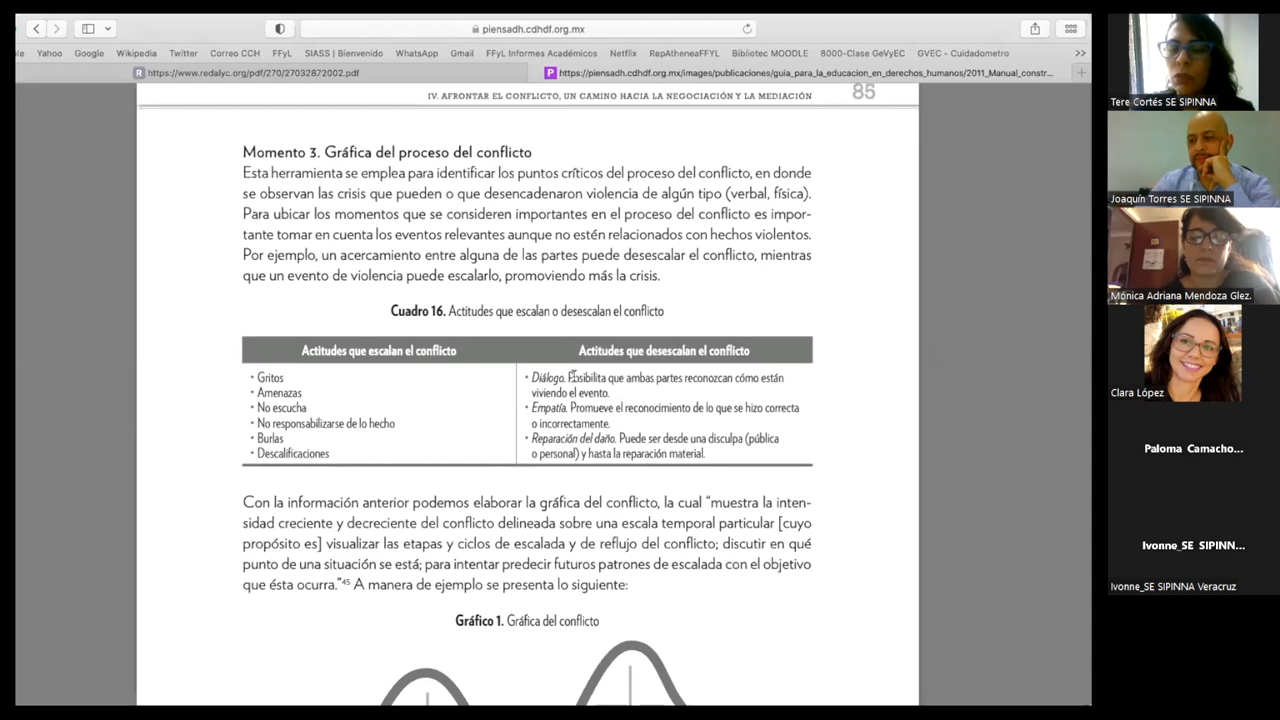 piensadh.cdhdf.org.mx
Yahoo Google Wikipedia Twitter Correo CCH FFyL SIASS | Bienvenido WhatsApp Gmail FFyL Informes Académicos Netflix RepAtheneaFFYL Bibliotec MOODLE 8000-Clase GeVyEC GVEC - Cuidadometro >>
R https://www.redalyc.org/pdf/270/27032872002.pdf
P https://piensadh.cdhdf.org.mx/images/publicaciones/guia_para_la_educacion_en_derechos_humanos/2011_Manual_constr...
IV. AFRONTAR EL CONFLICTO, UN CAMINO HACIA LA NEGOCIACIÓN Y LA MEDIACIÓN 85
Momento 3. Gráfica del proceso del conflicto
Esta herramienta se emplea para identificar los puntos críticos del proceso del conflicto, en donde
se observan las crisis que pueden o que desencadenaron violencia de algún tipo (verbal, física).
Para ubicar los momentos que se consideren importantes en el proceso del conflicto es impor-
tante tomar en cuenta los eventos relevantes aunque no estén relacionados con hechos violentos.
Por ejemplo, un acercamiento entre alguna de las partes puede desescalar el conflicto, mientras
que un evento de violencia puede escalarlo, promoviendo más la crisis.
Cuadro 16. Actitudes que escalan o desescalan el conflicto
Actitudes que escalan el conflicto
• Gritos
• Amenazas
• No escucha
• No responsabilizarse de lo hecho
• Burlas
• Descalificaciones
Actitudes que desescalan el conflicto
• Diálogo. Posibilita que ambas partes reconozcan cómo están
viviendo el evento.
• Empatía. Promueve el reconocimiento de lo que se hizo correcta
o incorrectamente.
• Reparación del daño. Puede ser desde una disculpa (pública
o personal) y hasta la reparación material.
Con la información anterior podemos elaborar la gráfica del conflicto, la cual “muestra la inten-
sidad creciente y decreciente del conflicto delineada sobre una escala temporal particular [cuyo
propósito es] visualizar las etapas y ciclos de escalada y de reflujo del conflicto; discutir en qué
punto de una situación se está; para intentar predecir futuros patrones de escalada con el objetivo
que ésta ocurra.”45 A manera de ejemplo se presenta lo siguiente:
Gráfico 1. Gráfica del conflicto
Tere Cortés SE SIPINNA
Joaquín Torres SE SIPINNA
Mónica Adriana Mendoza Glez.
Clara López
Paloma Camacho...
Ivonne_SE SIPINN...
Ivonne_SE SIPINNA Veracruz